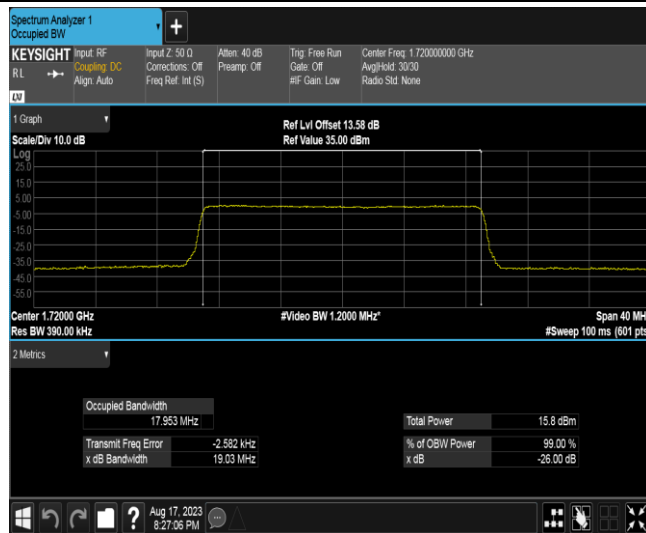 Spectrum Analyzer 1
Occupied BW
+
KEYSIGHT
RL
LXI
Input: RF
Coupling: DC
Align: Auto
Input Z: 50 Ω
Corrections: Off
Freq Ref: Int (S)
Atten: 40 dB
Preamp: Off
Trig: Free Run
Gate: Off
#IF Gain: Low
Center Freq: 1.720000000 GHz
Avg|Hold: 30/30
Radio Std: None
1 Graph
Scale/Div 10.0 dB
Ref Lvl Offset 13.58 dB
Ref Value 35.00 dBm
Log
25.0
15.0
5.00
-5.00
-15.0
-25.0
-35.0
-45.0
-55.0
Center 1.72000 GHz
#Video BW 1.2000 MHz*
Span 40 MH
Res BW 390.00 kHz
#Sweep 100 ms (601 pts
2 Metrics
Occupied Bandwidth
17.953 MHz
Total Power 15.8 dBm
Transmit Freq Error -2.582 kHz
% of OBW Power 99.00 %
x dB Bandwidth 19.03 MHz
x dB -26.00 dB
?
Aug 17, 2023
8:27:06 PM